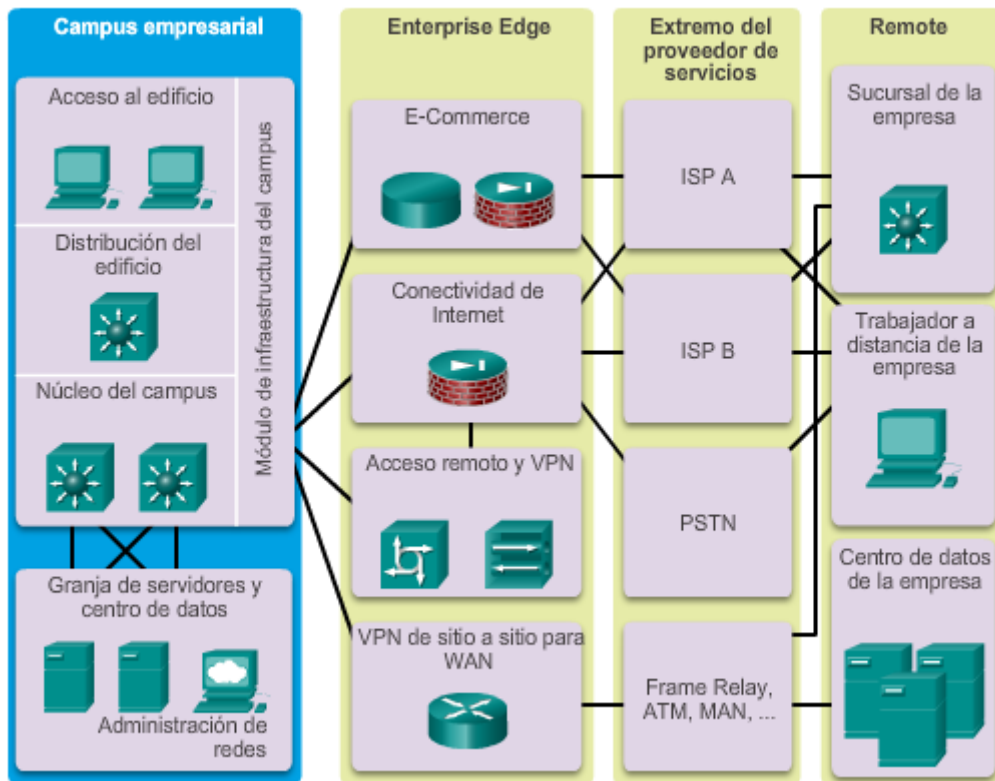 Campus empresarial
Acceso al edificio
Distribución del
edificio
Núcleo del campus
Módulo de infraestructura del campus
Granja de servidores y
centro de datos
Administración de
redes
Enterprise Edge
E-Commerce
Conectividad de
Internet
Acceso remoto y VPN
VPN de sitio a sitio para
WAN
Extremo del
proveedor de
servicios
ISP A
ISP B
PSTN
Frame Relay,
ATM, MAN, ...
Remote
Sucursal de la
empresa
Trabajador a
distancia de la
empresa
Centro de datos
de la empresa